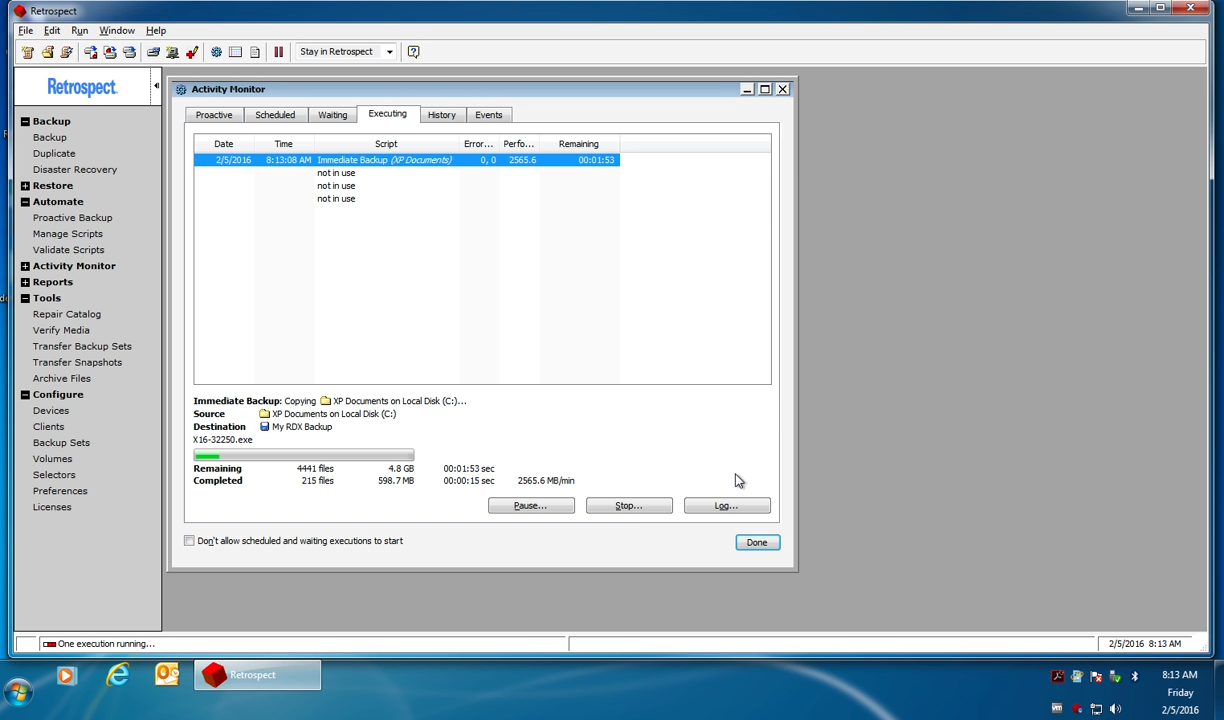 Retrospect
File Edit Run Window Help
Stay in Retrospect
Retrospect
Backup
Backup
Duplicate
Disaster Recovery
Restore
Automate
Proactive Backup
Manage Scripts
Validate Scripts
Activity Monitor
Reports
Tools
Repair Catalog
Verify Media
Transfer Backup Sets
Transfer Snapshots
Archive Files
Configure
Devices
Clients
Backup Sets
Volumes
Selectors
Preferences
Licenses
Activity Monitor
Proactive Scheduled Waiting Executing History Events
Date Time Script Error... Perfo... Remaining
2/5/2016 8:13:08 AM Immediate Backup (XP Documents) 0, 0 2565.6 00:01:53
not in use
not in use
not in use
Immediate Backup: Copying XP Documents on Local Disk (C:)...
Source XP Documents on Local Disk (C:)
Destination My RDX Backup
X16-32250.exe
Remaining 4441 files 4.8 GB 00:01:53 sec
Completed 215 files 598.7 MB 00:00:15 sec 2565.6 MB/min
Pause... Stop... Log...
Don't allow scheduled and waiting executions to start
Done
One execution running...
2/5/2016 8:13 AM
Retrospect
8:13 AM
Friday
2/5/2016